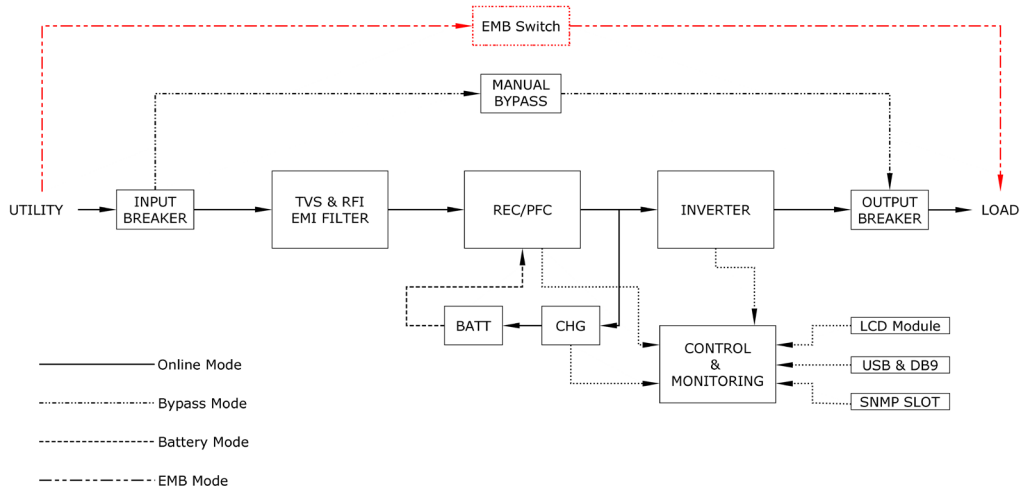 EMB Switch
MANUAL
BYPASS
UTILITY
INPUT
BREAKER
TVS & RFI
EMI FILTER
REC/PFC
INVERTER
OUTPUT
BREAKER
LOAD
BATT
CHG
CONTROL
&
MONITORING
LCD Module
USB & DB9
SNMP SLOT
Online Mode
Bypass Mode
Battery Mode
EMB Mode